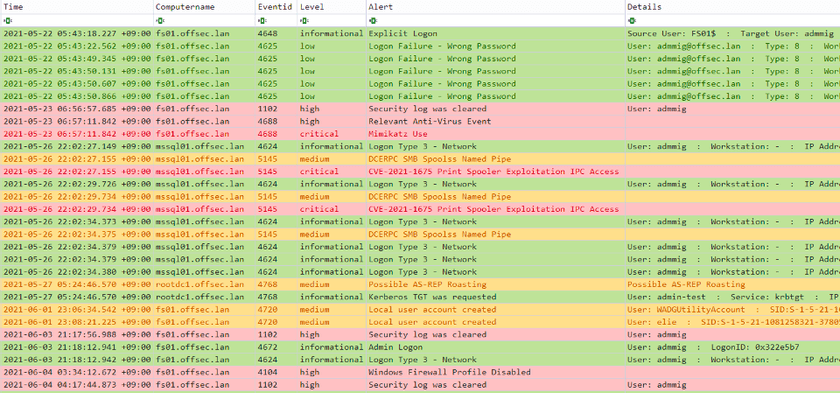 Time Computername Eventid Level Alert Details
2021-05-22 05:43:18.227 +09:00 fs01.offsec.lan 4648 informational Explicit Logon Source User: FS01$ : Target User: admmig
2021-05-22 05:43:22.562 +09:00 fs01.offsec.lan 4625 low Logon Failure - Wrong Password User: admmig@offsec.lan : Type: 8 : Wor
2021-05-22 05:43:49.345 +09:00 fs01.offsec.lan 4625 low Logon Failure - Wrong Password User: admmig@offsec.lan : Type: 8 : Wor
2021-05-22 05:43:50.131 +09:00 fs01.offsec.lan 4625 low Logon Failure - Wrong Password User: admmig@offsec.lan : Type: 8 : Wor
2021-05-22 05:43:50.607 +09:00 fs01.offsec.lan 4625 low Logon Failure - Wrong Password User: admmig@offsec.lan : Type: 8 : Wor
2021-05-22 05:43:50.866 +09:00 fs01.offsec.lan 4625 low Logon Failure - Wrong Password User: admmig@offsec.lan : Type: 8 : Wor
2021-05-23 06:56:57.685 +09:00 fs01.offsec.lan 1102 high Security log was cleared User: admmig
2021-05-23 06:57:11.842 +09:00 fs01.offsec.lan 4688 high Relevant Anti-Virus Event
2021-05-23 06:57:11.842 +09:00 fs01.offsec.lan 4688 critical Mimikatz Use
2021-05-26 22:02:27.149 +09:00 mssql01.offsec.lan 4624 informational Logon Type 3 - Network User: admmig : Workstation: - : IP Addr
2021-05-26 22:02:27.155 +09:00 mssql01.offsec.lan 5145 medium DCERPC SMB Spoolss Named Pipe
2021-05-26 22:02:27.155 +09:00 mssql01.offsec.lan 5145 critical CVE-2021-1675 Print Spooler Exploitation IPC Access
2021-05-26 22:02:29.726 +09:00 mssql01.offsec.lan 4624 informational Logon Type 3 - Network User: admmig : Workstation: - : IP Addr
2021-05-26 22:02:29.734 +09:00 mssql01.offsec.lan 5145 medium DCERPC SMB Spoolss Named Pipe
2021-05-26 22:02:29.734 +09:00 mssql01.offsec.lan 5145 critical CVE-2021-1675 Print Spooler Exploitation IPC Access
2021-05-26 22:02:34.373 +09:00 mssql01.offsec.lan 4624 informational Logon Type 3 - Network User: admmig : Workstation: - : IP Addr
2021-05-26 22:02:34.375 +09:00 mssql01.offsec.lan 5145 medium DCERPC SMB Spoolss Named Pipe
2021-05-26 22:02:34.379 +09:00 mssql01.offsec.lan 4624 informational Logon Type 3 - Network User: admmig : Workstation: - : IP Addr
2021-05-26 22:02:34.379 +09:00 mssql01.offsec.lan 4624 informational Logon Type 3 - Network User: admmig : Workstation: - : IP Addr
2021-05-26 22:02:34.380 +09:00 mssql01.offsec.lan 4624 informational Logon Type 3 - Network User: admmig : Workstation: - : IP Addr
2021-05-27 05:24:46.570 +09:00 rootdc1.offsec.lan 4768 medium Possible AS-REP Roasting Possible AS-REP Roasting
2021-05-27 05:24:46.570 +09:00 rootdc1.offsec.lan 4768 informational Kerberos TGT was requested User: admin-test : Service: krbtgt : IP
2021-06-01 23:06:34.542 +09:00 fs01.offsec.lan 4720 medium Local user account created User: WADGUtilityAccount : SID:S-1-5-21-10
2021-06-01 23:08:21.225 +09:00 fs01.offsec.lan 4720 medium Local user account created User: elie : SID:S-1-5-21-1081258321-37805
2021-06-03 21:17:56.988 +09:00 fs01.offsec.lan 1102 high Security log was cleared User: admmig
2021-06-03 21:18:12.941 +09:00 fs01.offsec.lan 4672 informational Admin Logon User: admmig : LogonID: 0x322e5b7
2021-06-03 21:18:12.942 +09:00 fs01.offsec.lan 4624 informational Logon Type 3 - Network User: admmig : Workstation: - : IP Addr
2021-06-04 03:34:12.672 +09:00 fs01.offsec.lan 4104 high Windows Firewall Profile Disabled
2021-06-04 04:17:44.873 +09:00 fs01.offsec.lan 1102 high Security log was cleared User: admmig